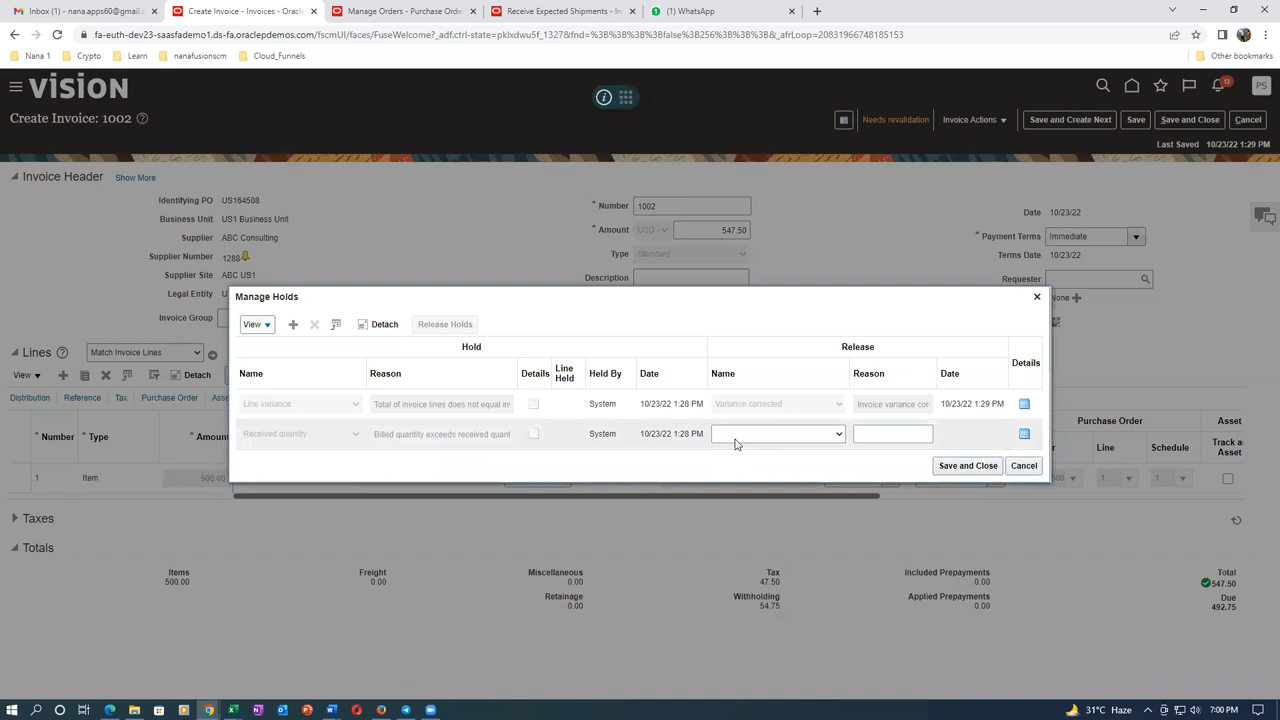 Inbox (1) - nana.apps60@gmail.c
Create Invoice - Invoices - Oracle
Manage Orders - Purchase Orde
Receive Expected Shipments - In
(1) WhatsApp
fa-euth-dev23-saasfademo1.ds-fa.oraclepdemos.com/fscmUI/faces/FuseWelcome?_adf.ctrl-state=pklxdwu5f_1327&fnd=%3B%3B%3B%3Bfalse%3B256%3B%3B%3B&_afrLoop=20831966748185153
Nana 1
Crypto
Learn
nanafusionscm
Cloud_Funnels
Other bookmarks
VISION
13
PS
Create Invoice: 1002
Needs revalidation
Invoice Actions
Save and Create Next
Save
Save and Close
Cancel
Last Saved 10/23/22 1:29 PM
Invoice Header Show More
Identifying PO US164508
Business Unit US1 Business Unit
Supplier ABC Consulting
Supplier Number 1288
Supplier Site ABC US1
Legal Entity U
Invoice Group
* Number 1002
* Amount USD 547.50
Type Standard
Description
Date 10/23/22
* Payment Terms Immediate
Terms Date 10/23/22
Requester
None
Manage Holds
View
Detach
Release Holds
Hold Release
Name Reason Details Line Held Held By Date Name Reason Date Details
Line variance Total of invoice lines does not equal in System 10/23/22 1:28 PM Variance corrected Invoice variance cor 10/23/22 1:29 PM
Received quantity Billed quantity exceeds received quant System 10/23/22 1:28 PM
Save and Close Cancel
Lines Match Invoice Lines
View
Detach
Distribution Reference Tax Purchase Order A
Number Type Amoun
Purchase Order
Line Schedule Track as Asset
1 Item 500.00 508 1 1
Taxes
Totals
Items 500.00
Freight 0.00
Miscellaneous 0.00
Tax 47.50
Included Prepayments 0.00
Total 547.50
Retainage 0.00
Withholding 54.75
Applied Prepayments 0.00
Due 492.75
31°C Haze
7:00 PM